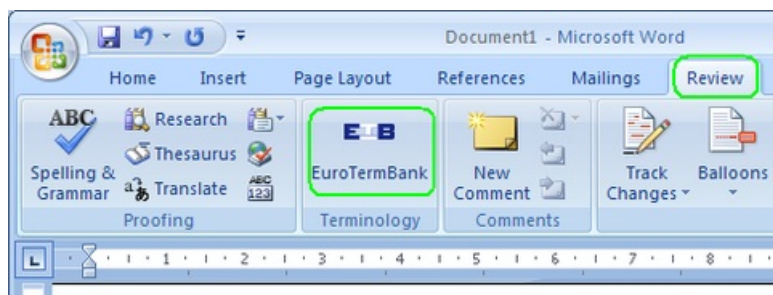 Document1 - Microsoft Word
Home Insert Page Layout References Mailings Review
ABC Research
Thesaurus
Spelling & Grammar
Translate ABC 123
EuroTermBank
New Comment
Track Changes
Balloons
Proofing Terminology Comments
L 1 2 3 4 5 6 7 8